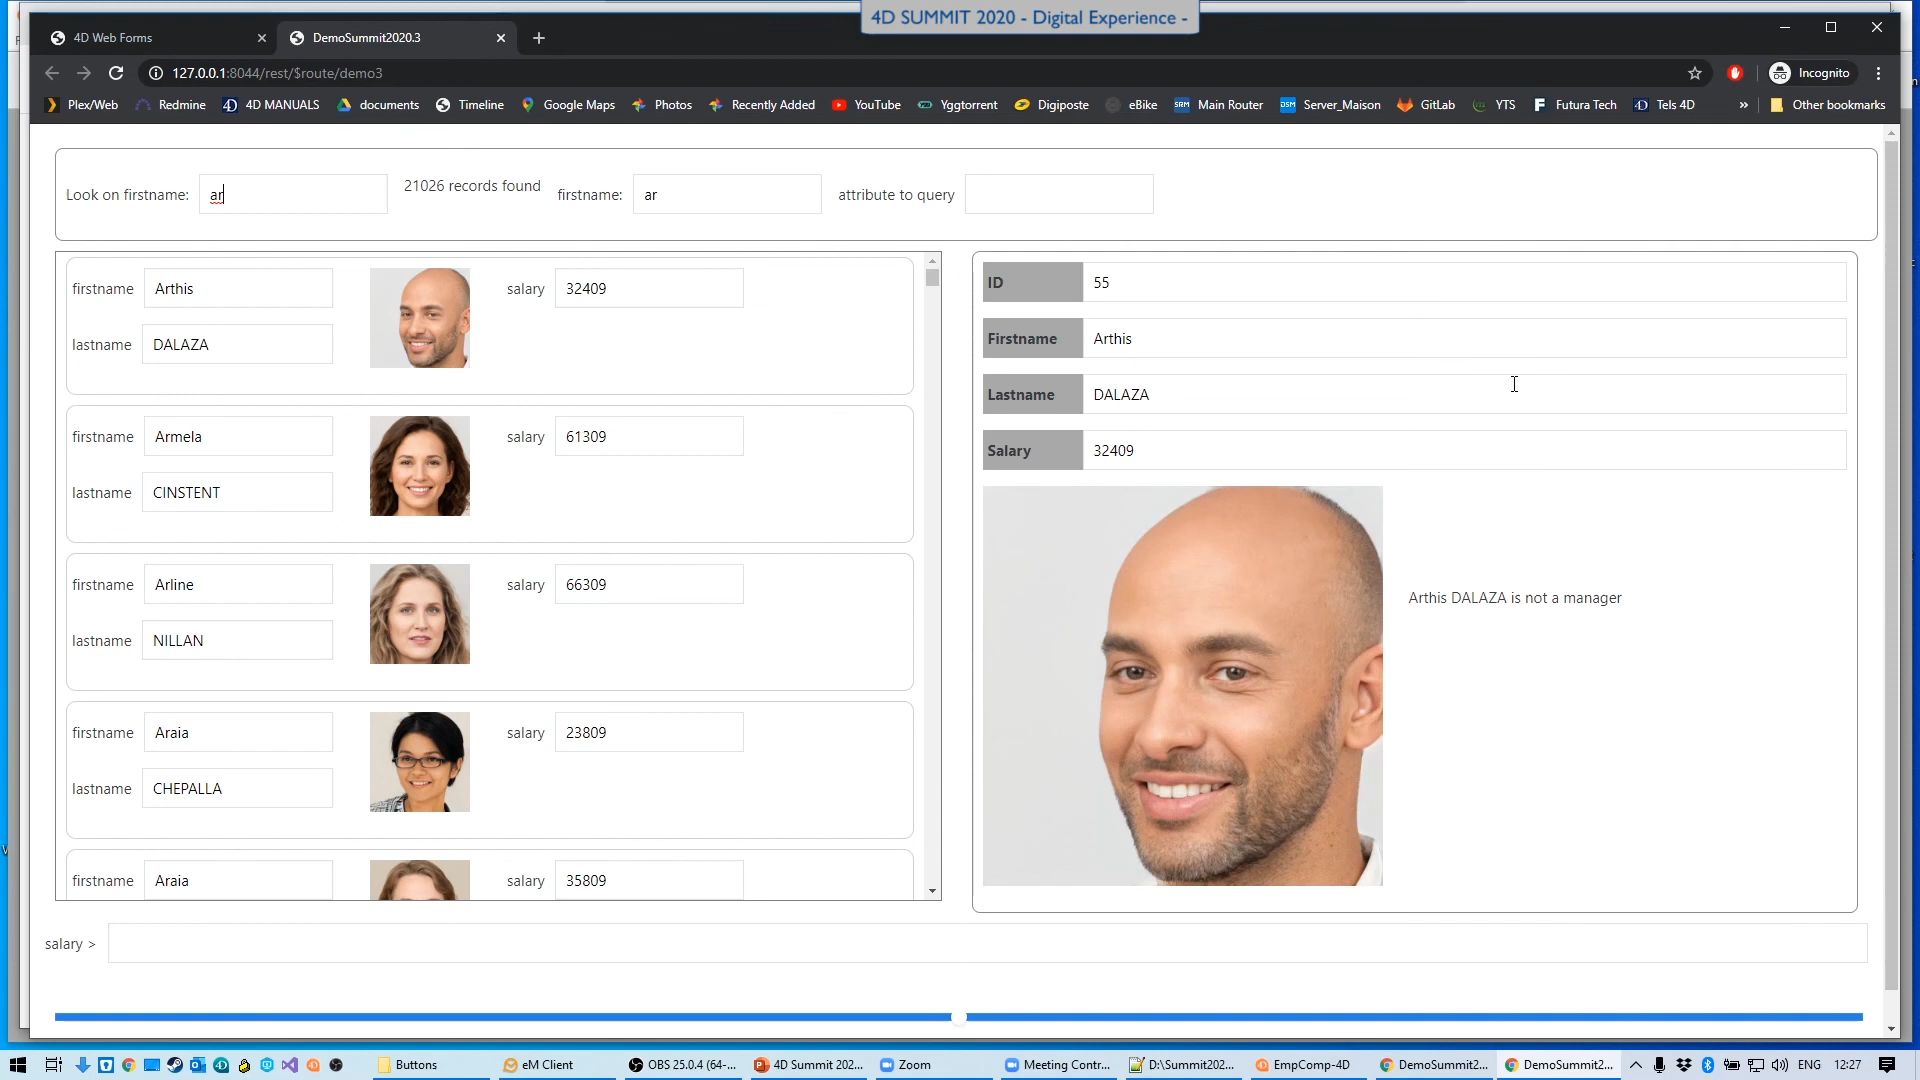 4D SUMMIT 2020 - Digital Experience -
4D Web Forms
DemoSummit2020.3
127.0.0.1:8044/rest/$route/demo3
Incognito
Plex/Web
Redmine
4D MANUALS
documents
Timeline
Google Maps
Photos
Recently Added
YouTube
Yggtorrent
Digiposte
eBike
SRM Main Router
DSM Server_Maison
GitLab
YTS
Futura Tech
Tels 4D
»
Other bookmarks
Look on firstname: ar
21026 records found
firstname: ar
attribute to query
firstname Arthis
salary 32409
lastname DALAZA
firstname Armela
salary 61309
lastname CINSTENT
firstname Arline
salary 66309
lastname NILLAN
firstname Araia
salary 23809
lastname CHEPALLA
firstname Araia
salary 35809
ID 55
Firstname Arthis
Lastname DALAZA
Salary 32409
Arthis DALAZA is not a manager
salary >
Buttons
eM Client
OBS 25.0.4 (64-...
4D Summit 202...
Zoom
Meeting Contr...
D:\Summit202...
EmpComp-4D
DemoSummit2...
DemoSummit2...
ENG
12:27